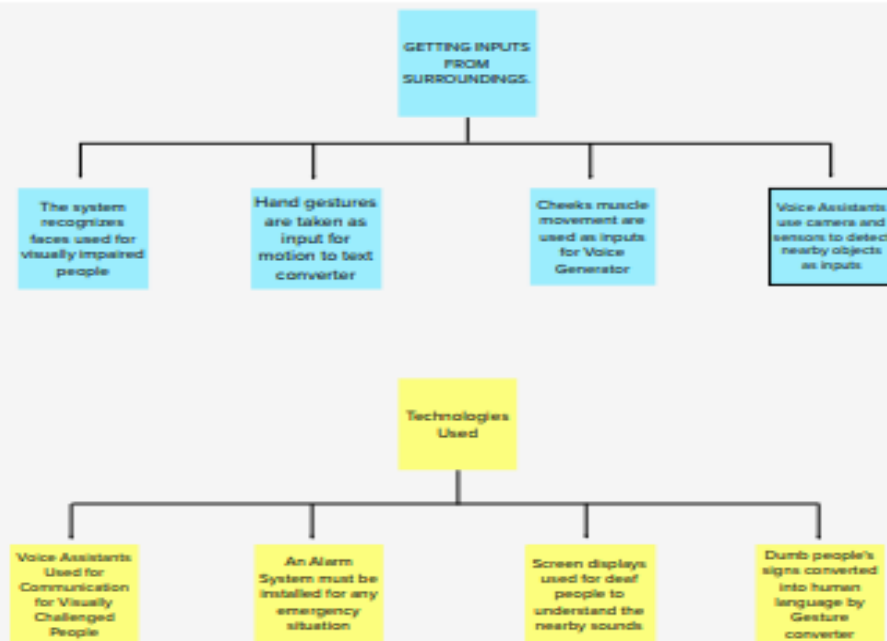 GETTING INPUTS
FROM
SURROUNDINGS.
The system
recognizes
faces used for
visually impaired
people
Hand gestures
are taken as
input for
motion to text
converter
Cheeks muscle
movement are
used as inputs
for Voice
Generator
Voice Assistants
use camera and
sensors to detect
nearby objects
as inputs
Technologies
Used
Voice Assistants
Used for
Communication
for Visually
Challenged
People
An Alarm
System must be
installed for any
emergency
situation
Screen displays
used for deaf
people to
understand the
nearby sounds
Dumb people's
signs converted
into human
language by
Gesture
converter